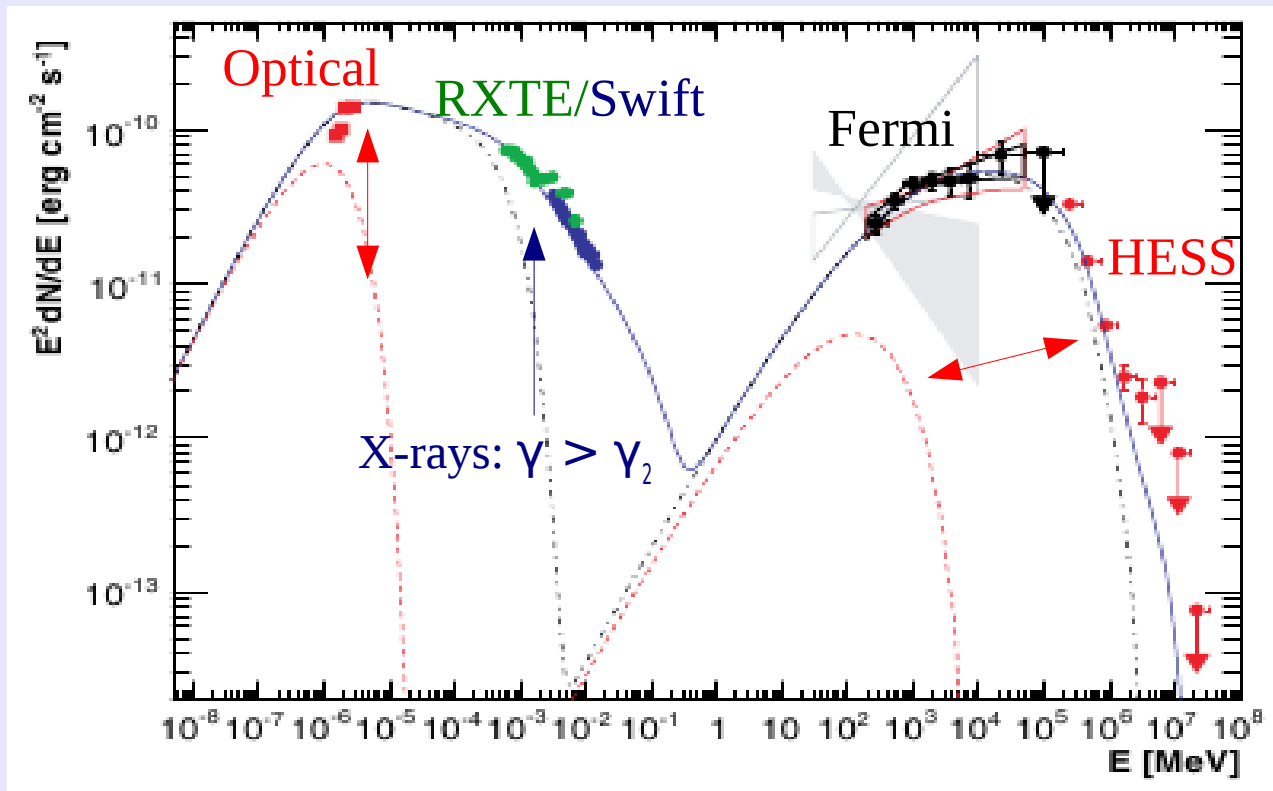 E²dN/dE [erg cm⁻² s⁻¹]
Optical
RXTE/Swift
Fermi
HESS
X-rays: γ > γ₂
10⁻¹⁰
10⁻¹¹
10⁻¹²
10⁻¹³
10⁻⁸ 10⁻⁷ 10⁻⁶ 10⁻⁵ 10⁻⁴ 10⁻³ 10⁻² 10⁻¹ 1 10 10² 10³ 10⁴ 10⁵ 10⁶ 10⁷ 10⁸
E [MeV]